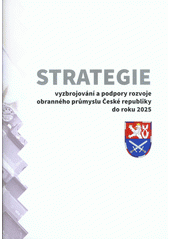 STRATEGIE
vyzbrojování a podpory rozvoje
obranného průmyslu České republiky
do roku 2025